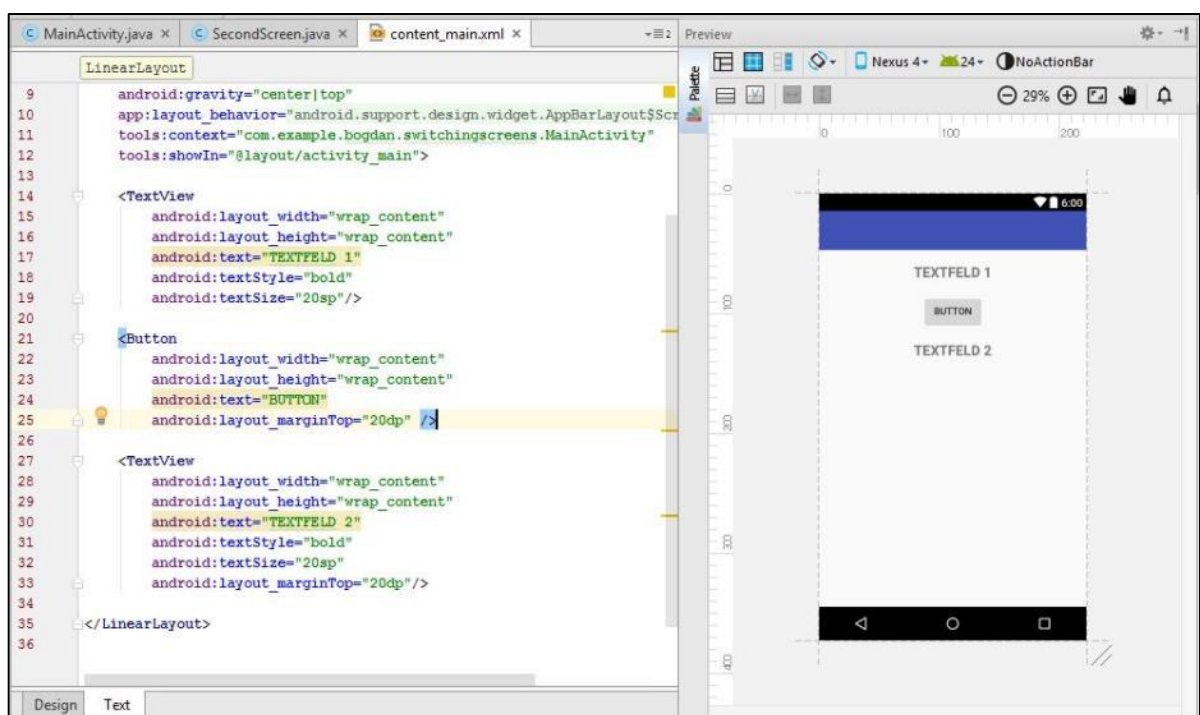 MainActivity.java
SecondScreen.java
content_main.xml
2
Preview
LinearLayout
Palette
Nexus 4
24
NoActionBar
29%
9 android:gravity="center|top"
10 app:layout_behavior="android.support.design.widget.AppBarLayout$Scr
11 tools:context="com.example.bogdan.switchingscreens.MainActivity"
12 tools:showIn="@layout/activity_main">
13
14 <TextView
15 android:layout_width="wrap_content"
16 android:layout_height="wrap_content"
17 android:text="TEXTFELD 1"
18 android:textStyle="bold"
19 android:textSize="20sp"/>
20
21 <Button
22 android:layout_width="wrap_content"
23 android:layout_height="wrap_content"
24 android:text="BUTTON"
25 android:layout_marginTop="20dp" />
26
27 <TextView
28 android:layout_width="wrap_content"
29 android:layout_height="wrap_content"
30 android:text="TEXTFELD 2"
31 android:textStyle="bold"
32 android:textSize="20sp"
33 android:layout_marginTop="20dp"/>
34
35 </LinearLayout>
36
Design
Text
0
100
200
0
100
200
300
400
6:00
TEXTFELD 1
BUTTON
TEXTFELD 2